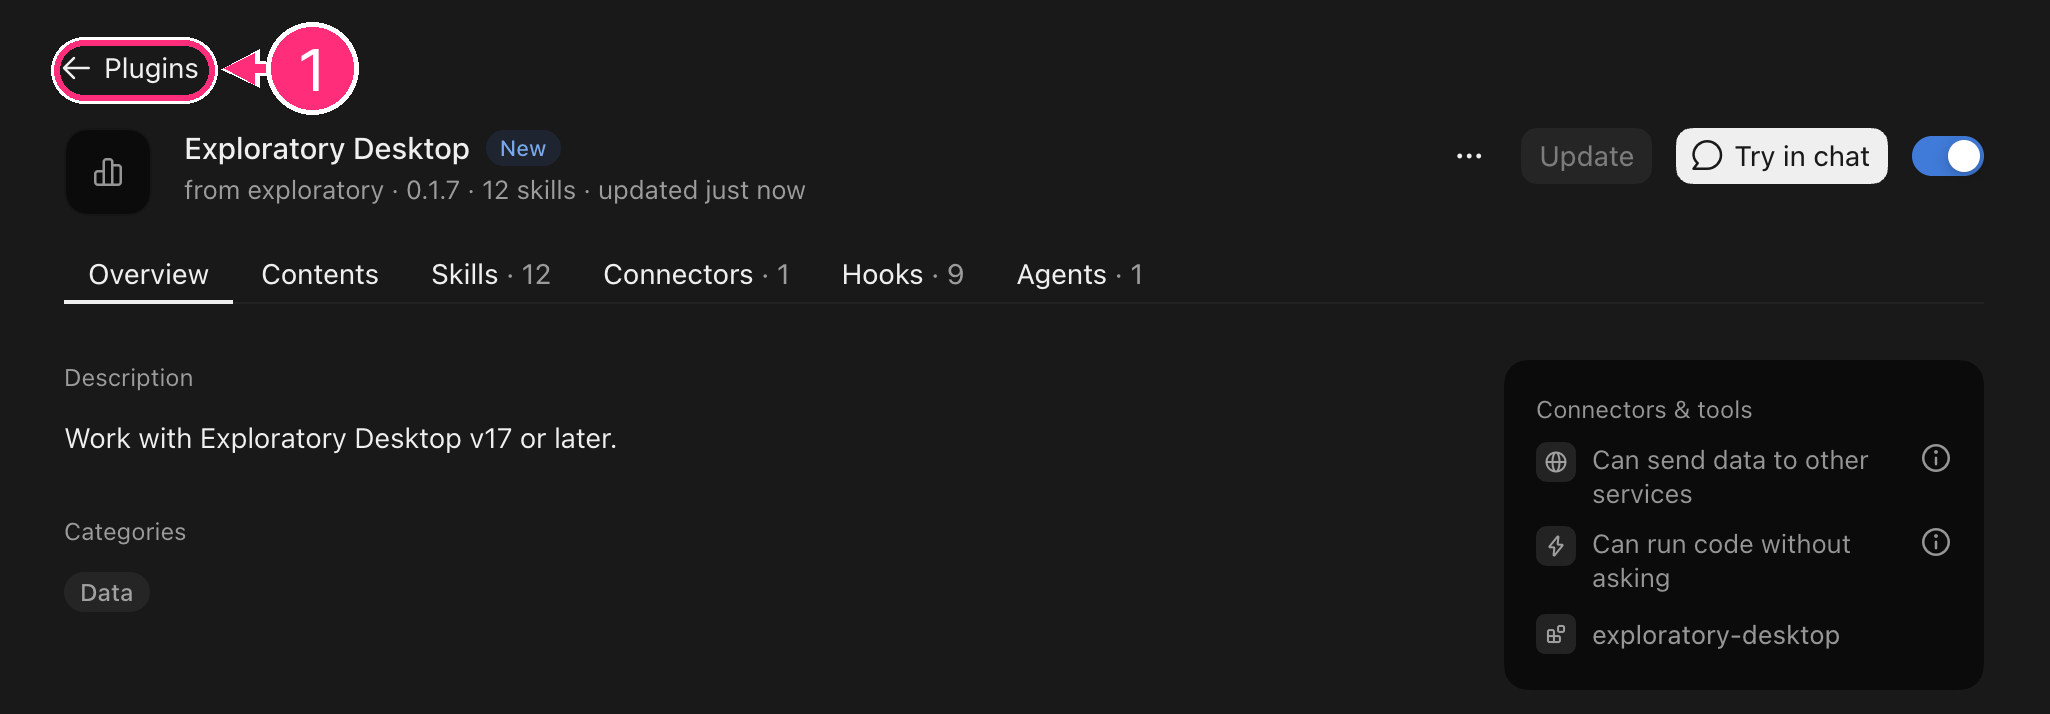 ← Plugins
1
Exploratory Desktop New
from exploratory · 0.1.7 · 12 skills · updated just now
Update
Try in chat
Overview Contents Skills · 12 Connectors · 1 Hooks · 9 Agents · 1
Description
Work with Exploratory Desktop v17 or later.
Categories
Data
Connectors & tools
Can send data to other
services
Can run code without
asking
exploratory-desktop